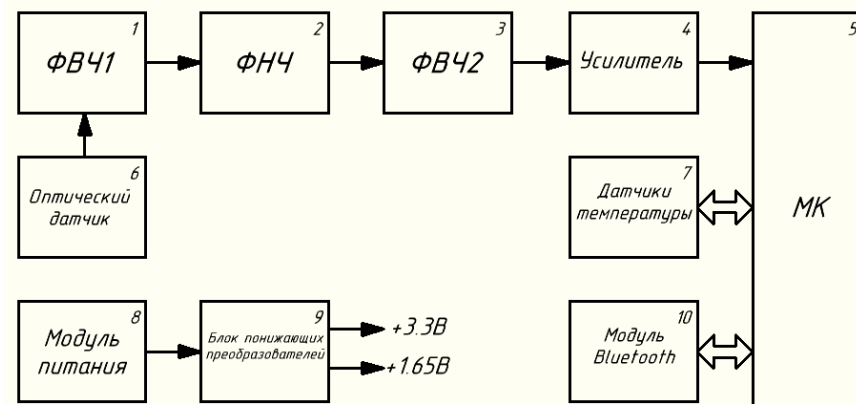 1
ФВЧ1
2
ФНЧ
3
ФВЧ2
4
Усилитель
5
МК
6
Оптический
датчик
7
Датчики
температуры
8
Модуль
питания
9
Блок понижающих
преобразователей
+3.3В
+1.65В
10
Модуль
Bluetooth